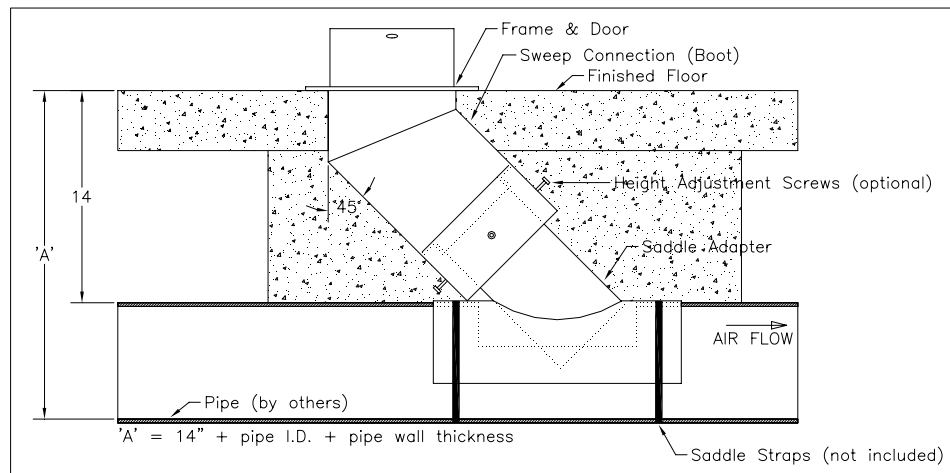 Frame & Door
Sweep Connection (Boot)
Finished Floor
14
45°
Height Adjustment Screws (optional)
'A'
Saddle Adapter
AIR FLOW
Pipe (by others)
'A' = 14" + pipe I.D. + pipe wall thickness
Saddle Straps (not included)